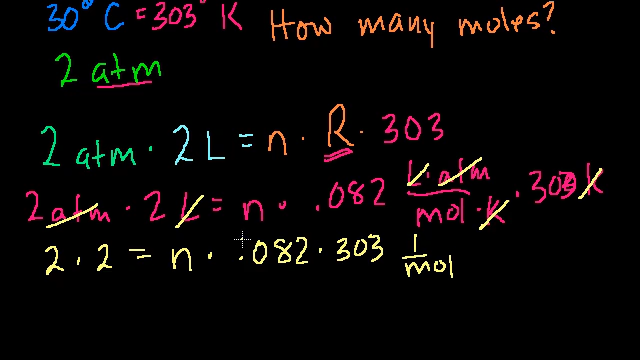 30° C = 303° K How many moles?
2 atm
2 atm · 2 L = n · R · 303
2 atm · 2 L = n · .082 L·atm/mol·K · 303 K
2 · 2 = n · .082 · 303 1/mol